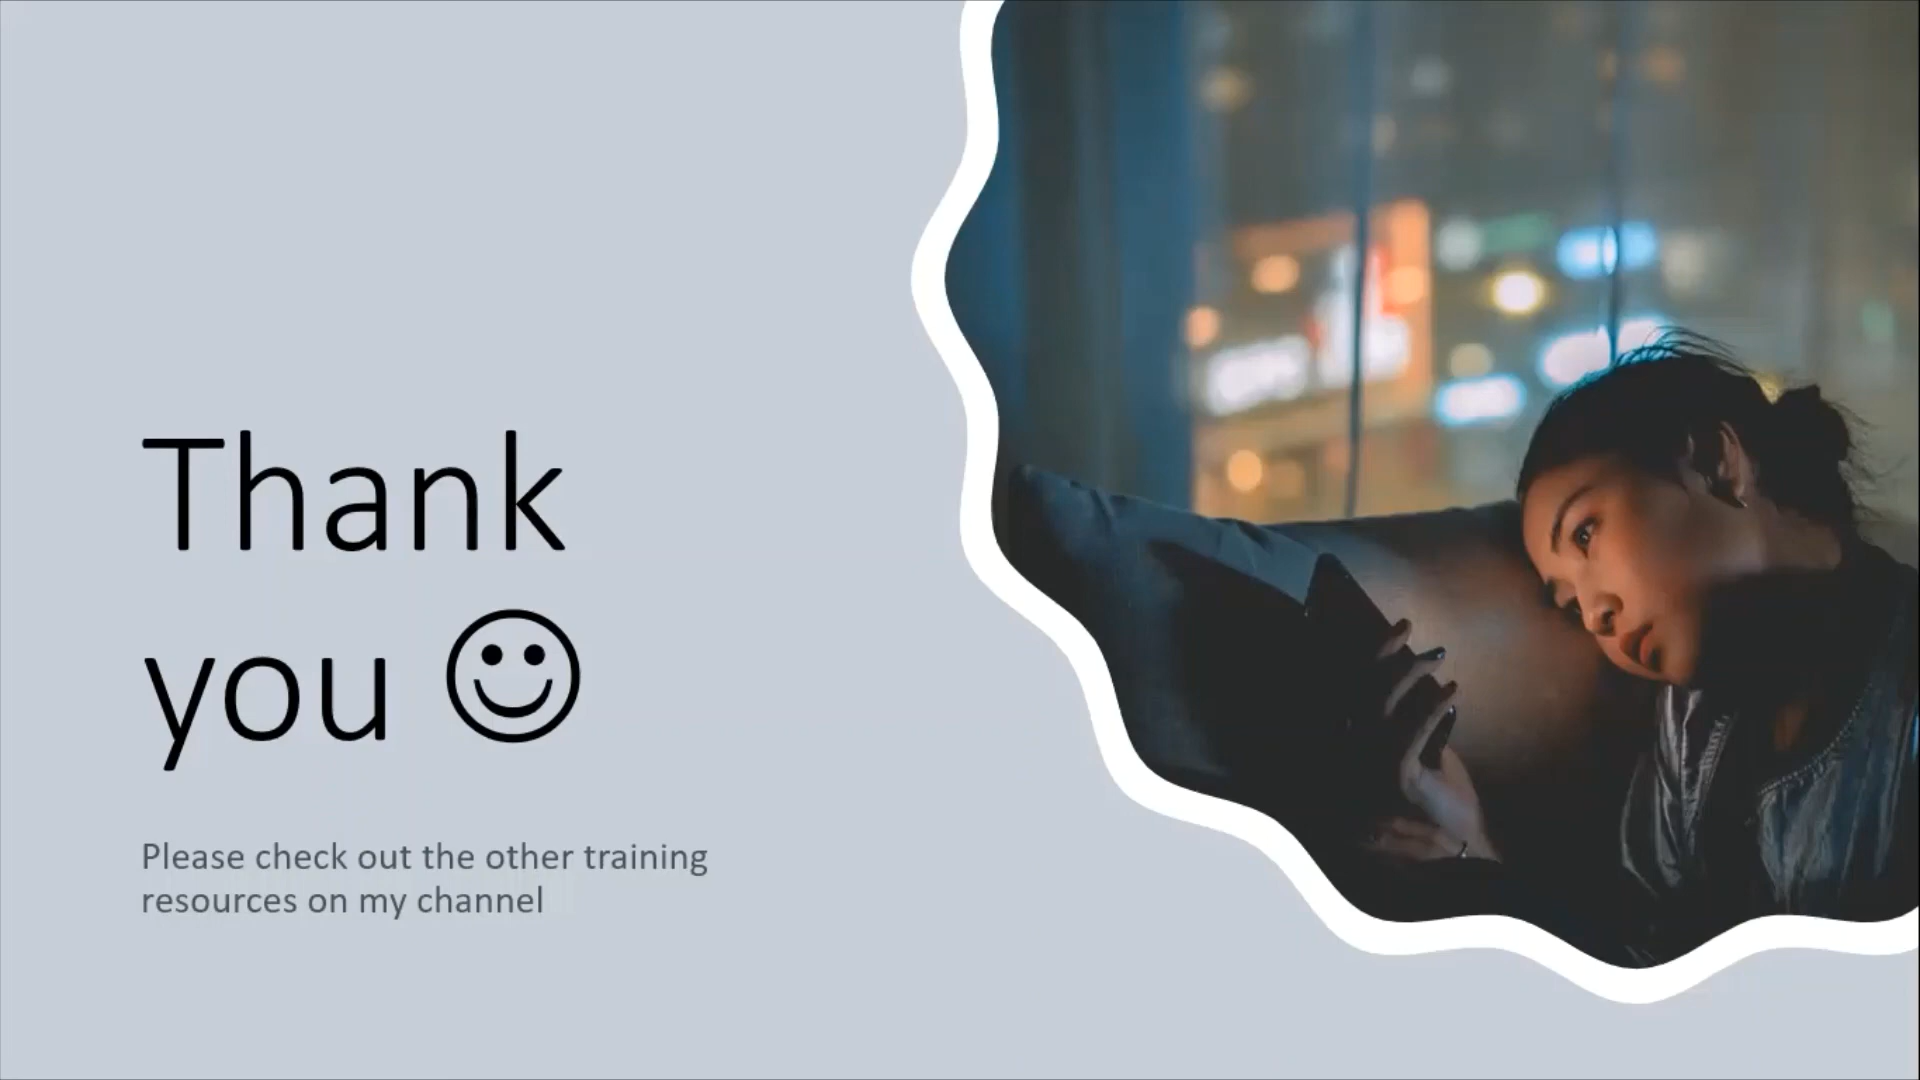 Thank
you ☺
Please check out the other training
resources on my channel